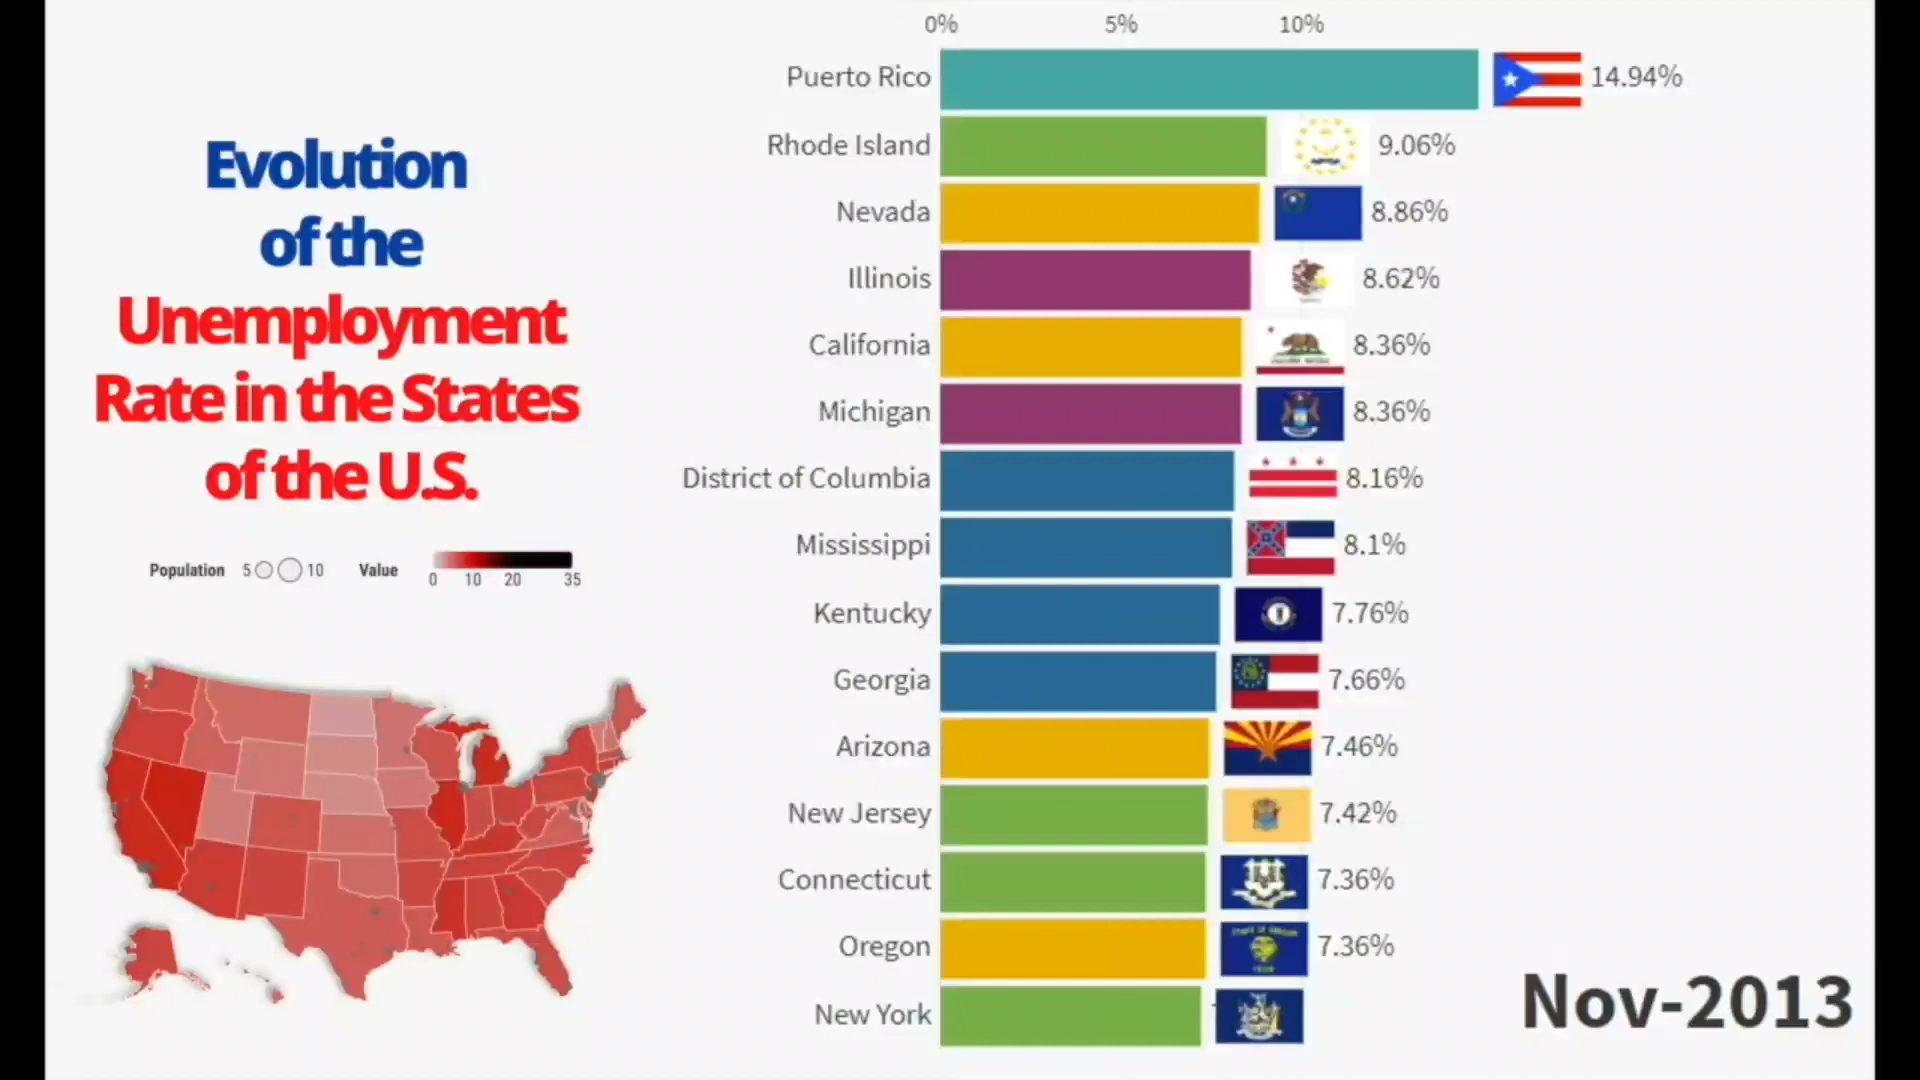 Evolution
of the
Unemployment
Rate in the States
of the U.S.
Population 5 10 Value 0 10 20 35
0% 5% 10%
Puerto Rico 14.94%
Rhode Island 9.06%
Nevada 8.86%
Illinois 8.62%
California 8.36%
Michigan 8.36%
District of Columbia 8.16%
Mississippi 8.1%
Kentucky 7.76%
Georgia 7.66%
Arizona 7.46%
New Jersey 7.42%
Connecticut 7.36%
Oregon 7.36%
New York
Nov-2013